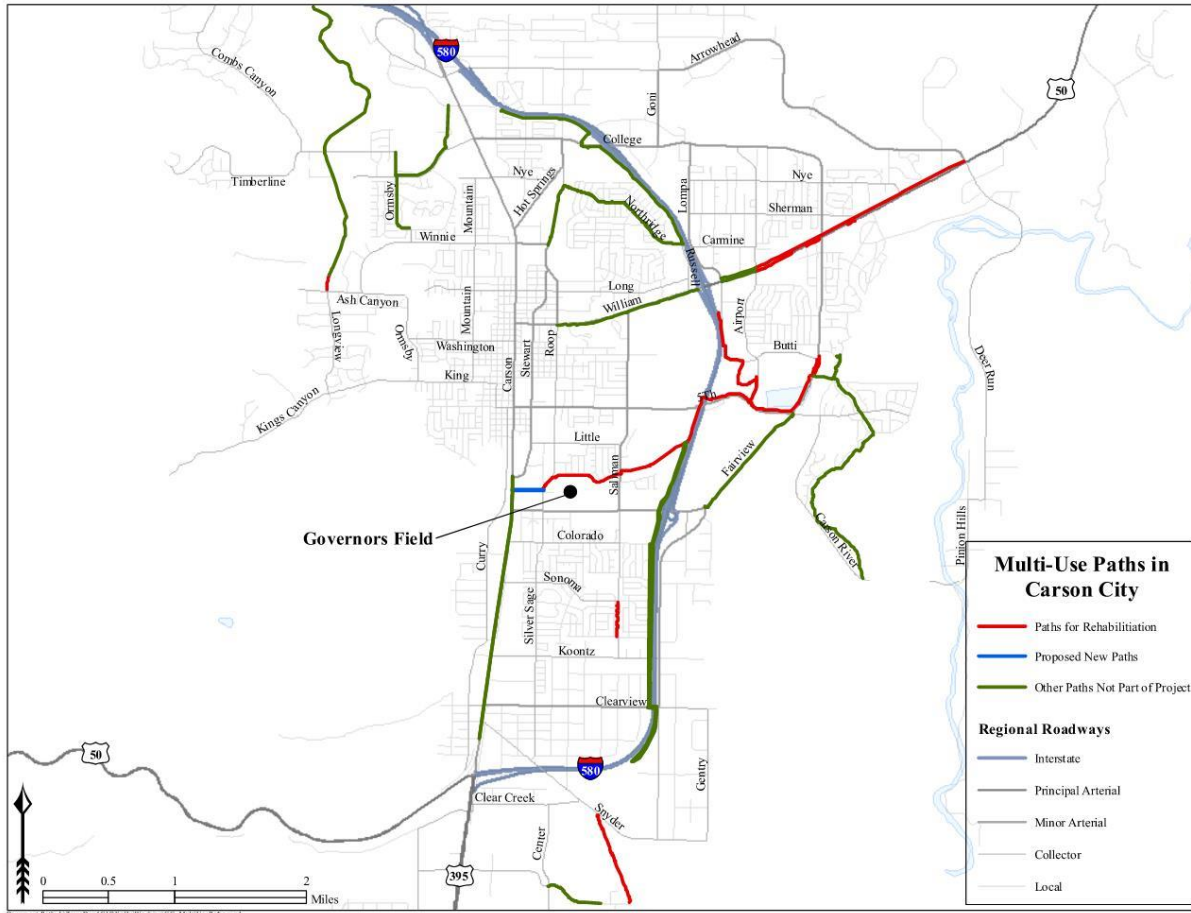 580
Combs Canyon
Arrowhead
50
Goni
College
Timberline
Nye
Nye
Hot Springs
Lompa
Ormsby
Mountain
Sherman
Northridge
Winnie
Carmine
Russell
Long
Ash Canyon
William
Longview
Ormsby
Mountain
Washington
Carson
Stewart
Roop
Airport
Butti
Deer Run
King
Kings Canyon
5Th
Little
Saliman
Fairview
Governors Field
Colorado
Carson River
Pinion Hills
Curry
Sonoma
Silver Sage
Koontz
Clearview
50
580
Gentry
Clear Creek
Snyder
Center
395
0 0.5 1 2
Miles
Multi-Use Paths in
Carson City
Paths for Rehabilitiation
Proposed New Paths
Other Paths Not Part of Project
Regional Roadways
Interstate
Principal Arterial
Minor Arterial
Collector
Local